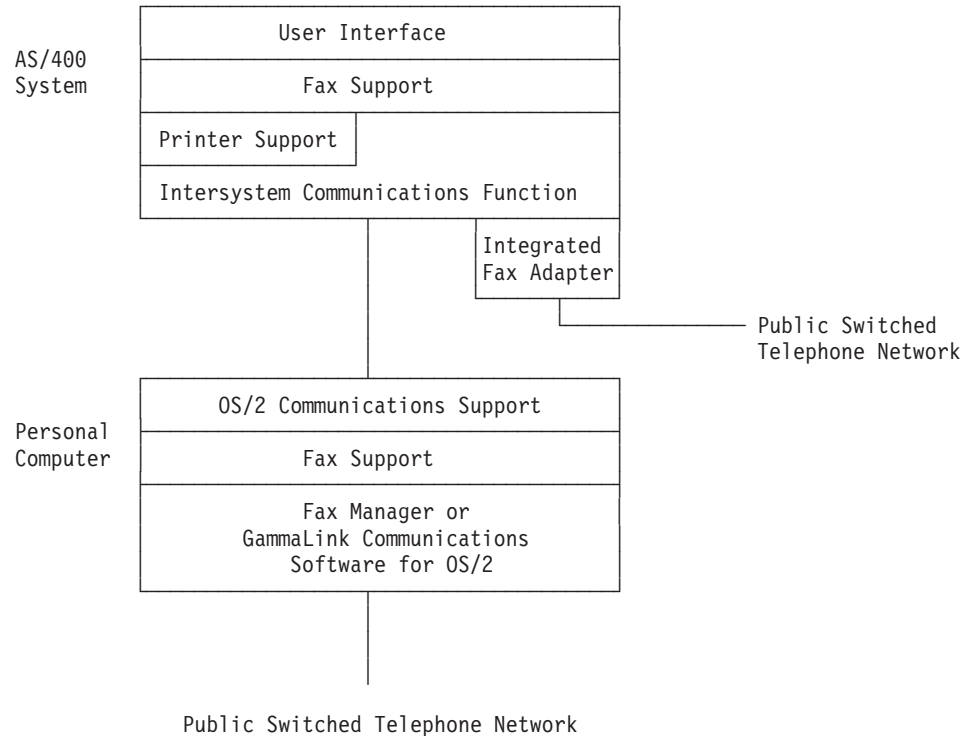 User Interface
AS/400
System
Fax Support
Printer Support
Intersystem Communications Function
Integrated
Fax Adapter
Public Switched
Telephone Network
OS/2 Communications Support
Personal
Computer
Fax Support
Fax Manager or
GammaLink Communications
Software for OS/2
Public Switched Telephone Network